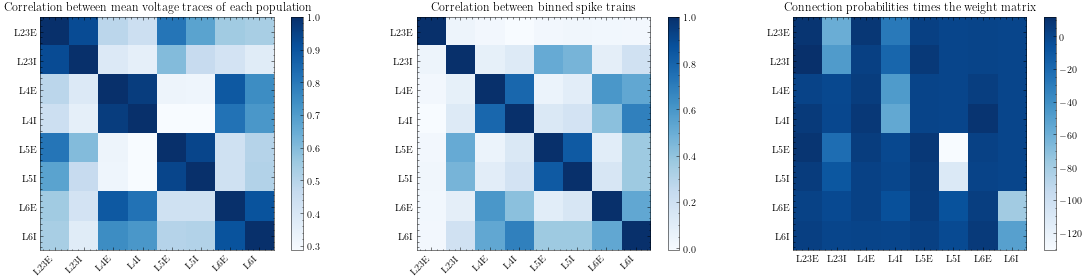 Correlation between mean voltage traces of each population
L23E
L23I
L4E
L4I
L5E
L5I
L6E
L6I
L23E
L23I
L4E
L4I
L5E
L5I
L6E
L6I
1.0
0.9
0.8
0.7
0.6
0.5
0.4
0.3
Correlation between binned spike trains
L23E
L23I
L4E
L4I
L5E
L5I
L6E
L6I
L23E
L23I
L4E
L4I
L5E
L5I
L6E
L6I
1.0
0.8
0.6
0.4
0.2
0.0
Connection probabilities times the weight matrix
L23E
L23I
L4E
L4I
L5E
L5I
L6E
L6I
L23E L23I L4E L4I L5E L5I L6E L6I
0
−20
−40
−60
−80
−100
−120